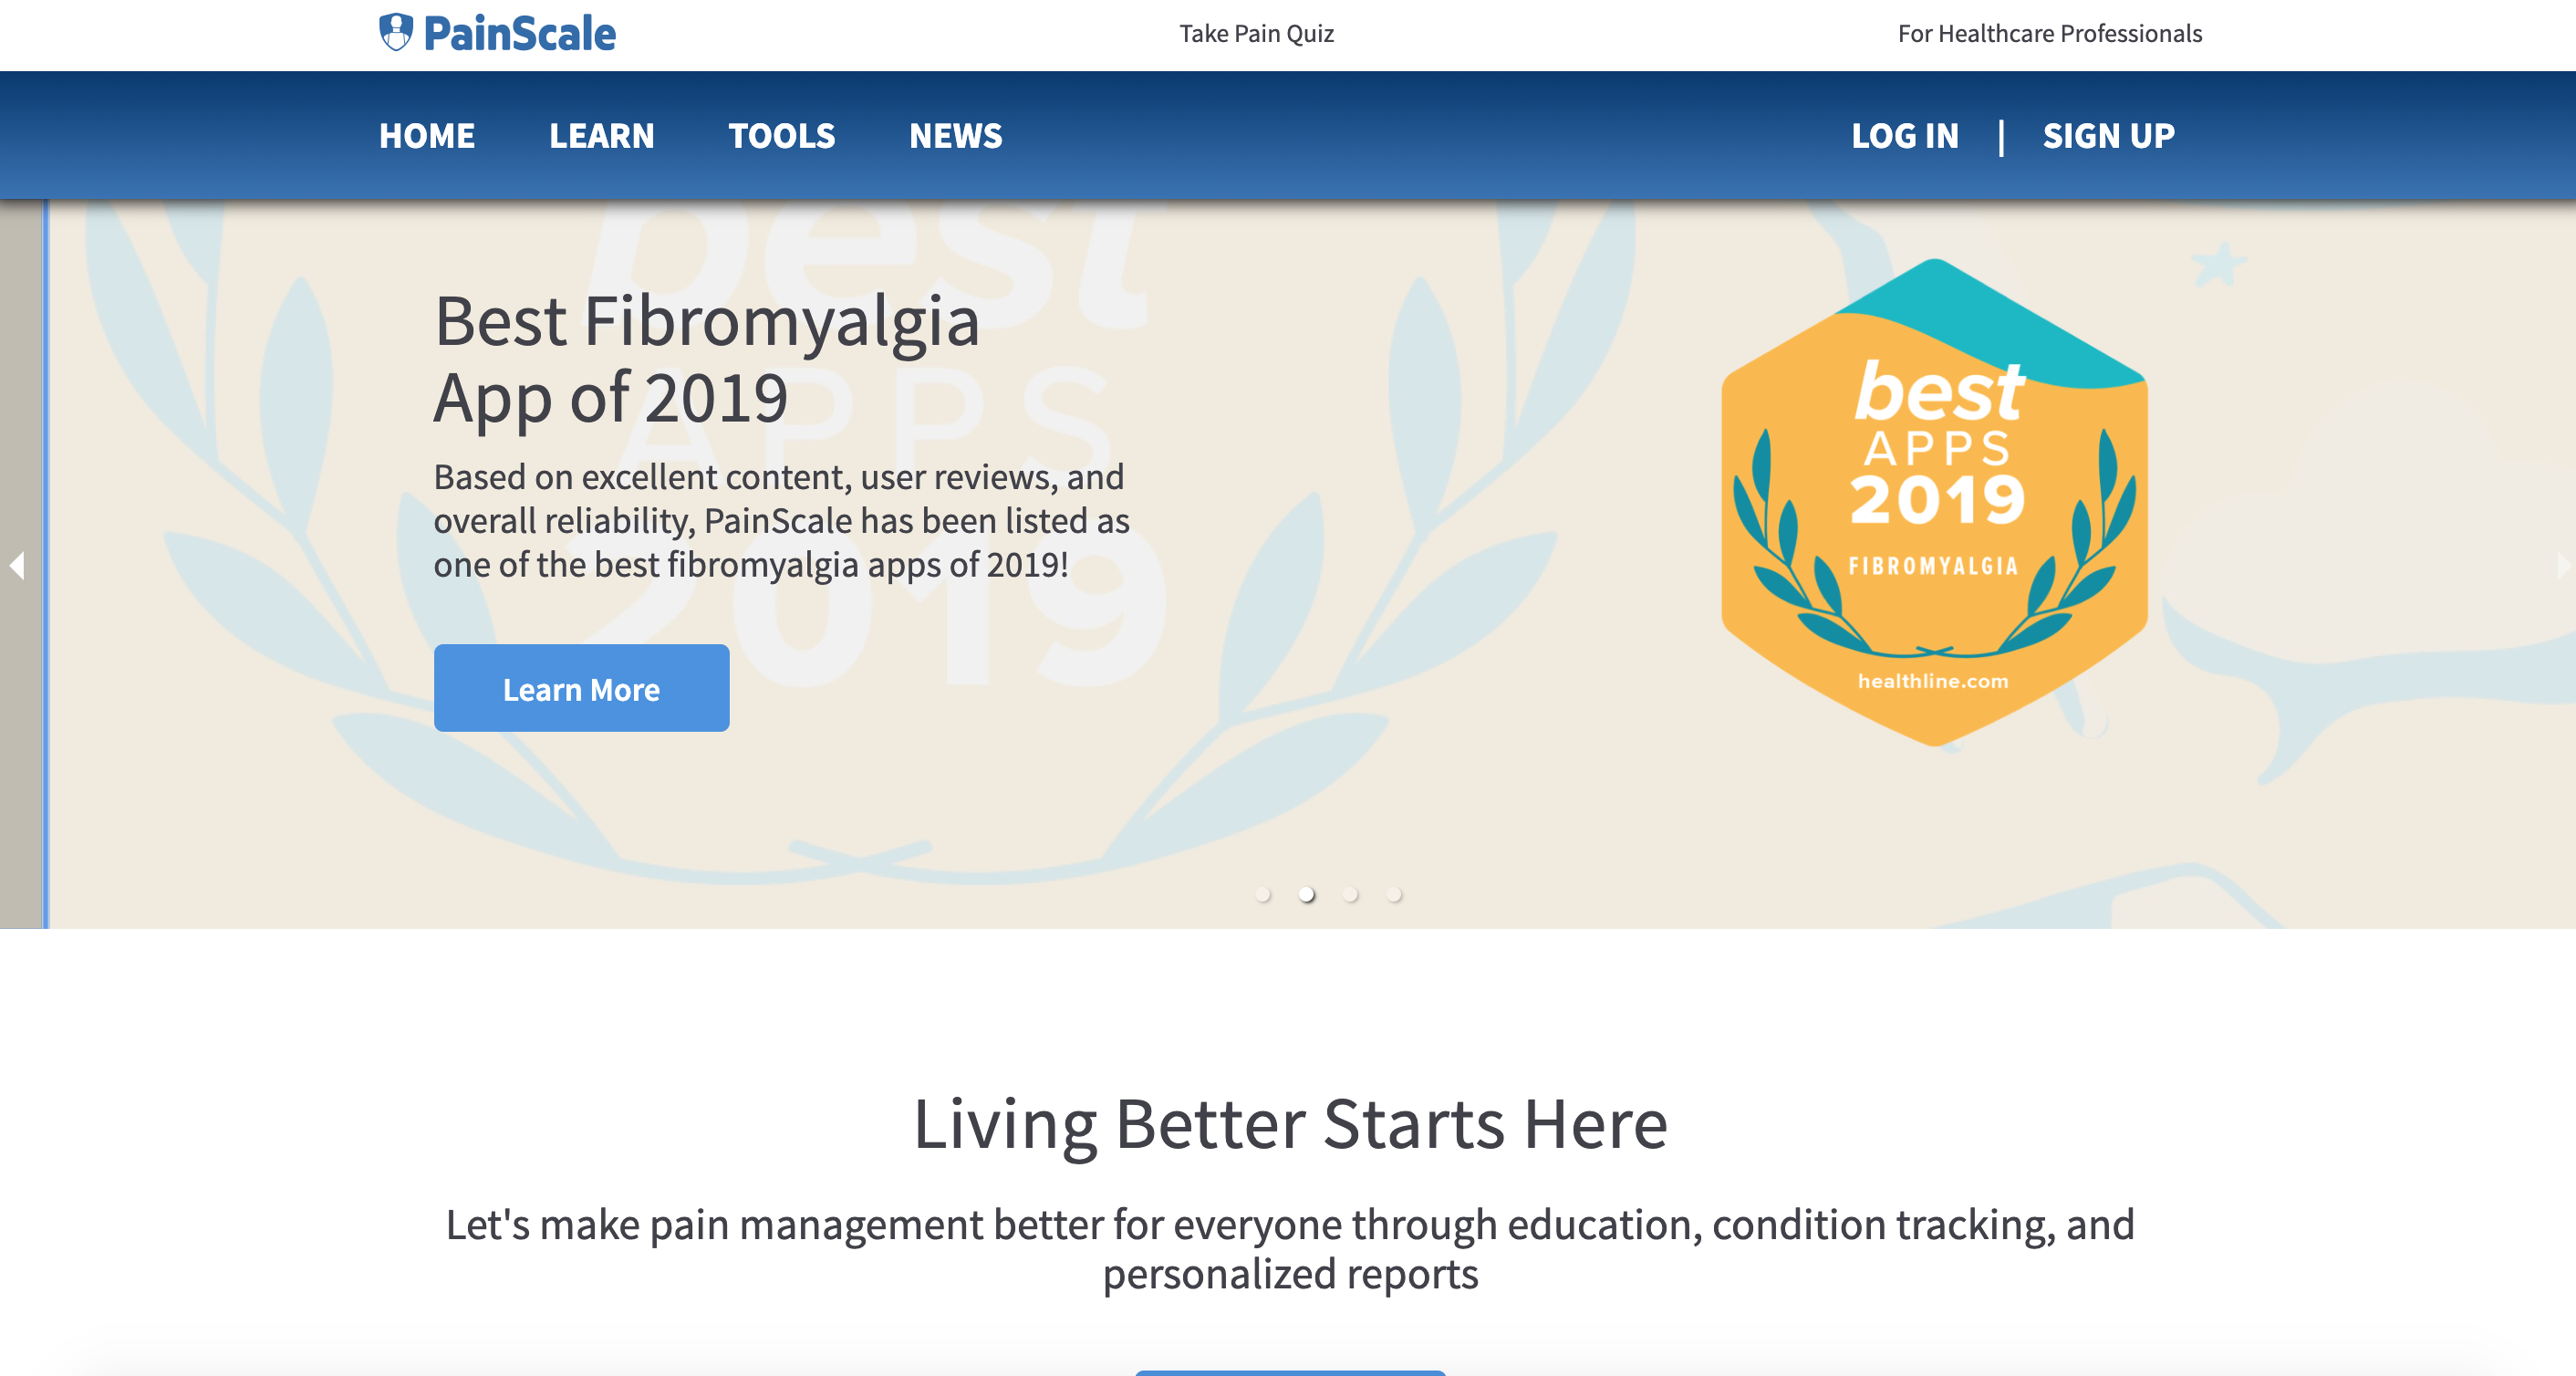 PainScale
Take Pain Quiz
For Healthcare Professionals
HOME
LEARN
TOOLS
NEWS
LOG IN | SIGN UP
best
APPS
2019
Best Fibromyalgia
App of 2019
Based on excellent content, user reviews, and
overall reliability, PainScale has been listed as
one of the best fibromyalgia apps of 2019!
Learn More
best
APPS
2019
FIBROMYALGIA
healthline.com
Living Better Starts Here
Let's make pain management better for everyone through education, condition tracking, and
personalized reports